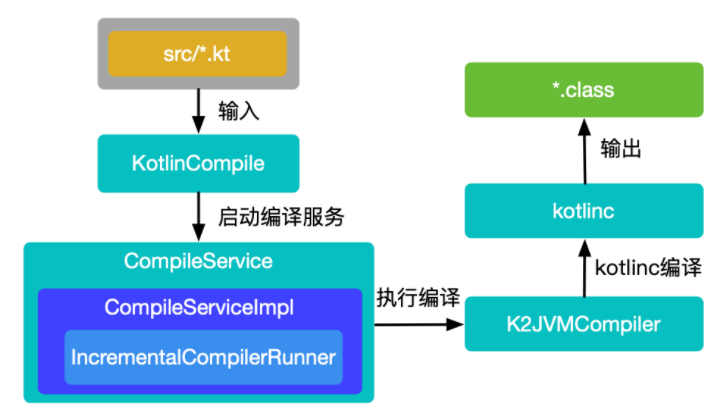 src/*.kt
输入
KotlinCompile
启动编译服务
CompileService
CompileServiceImpl
IncrementalCompilerRunner
执行编译
K2JVMCompiler
kotlinc编译
kotlinc
输出
*.class